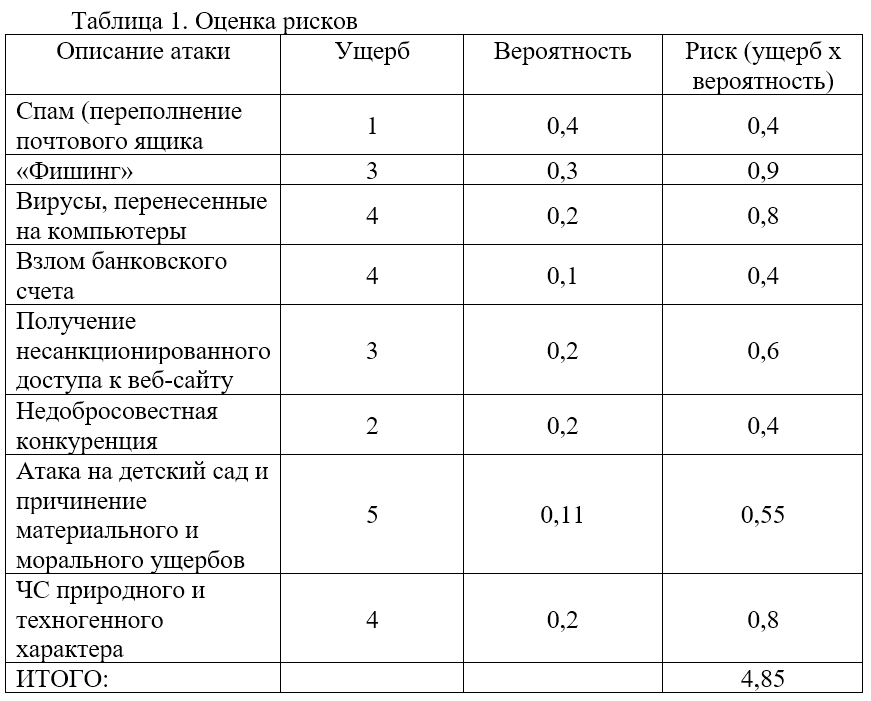 Таблица 1. Оценка рисков
Описание атаки Ущерб Вероятность Риск (ущерб х
вероятность)
Спам (переполнение
почтового ящика 1 0,4 0,4
«Фишинг» 3 0,3 0,9
Вирусы, перенесенные
на компьютеры 4 0,2 0,8
Взлом банковского
счета 4 0,1 0,4
Получение
несанкционированного
доступа к веб-сайту 3 0,2 0,6
Недобросовестная
конкуренция 2 0,2 0,4
Атака на детский сад и
причинение
материального и
морального ущербов 5 0,11 0,55
ЧС природного и
техногенного
характера 4 0,2 0,8
ИТОГО: 4,85